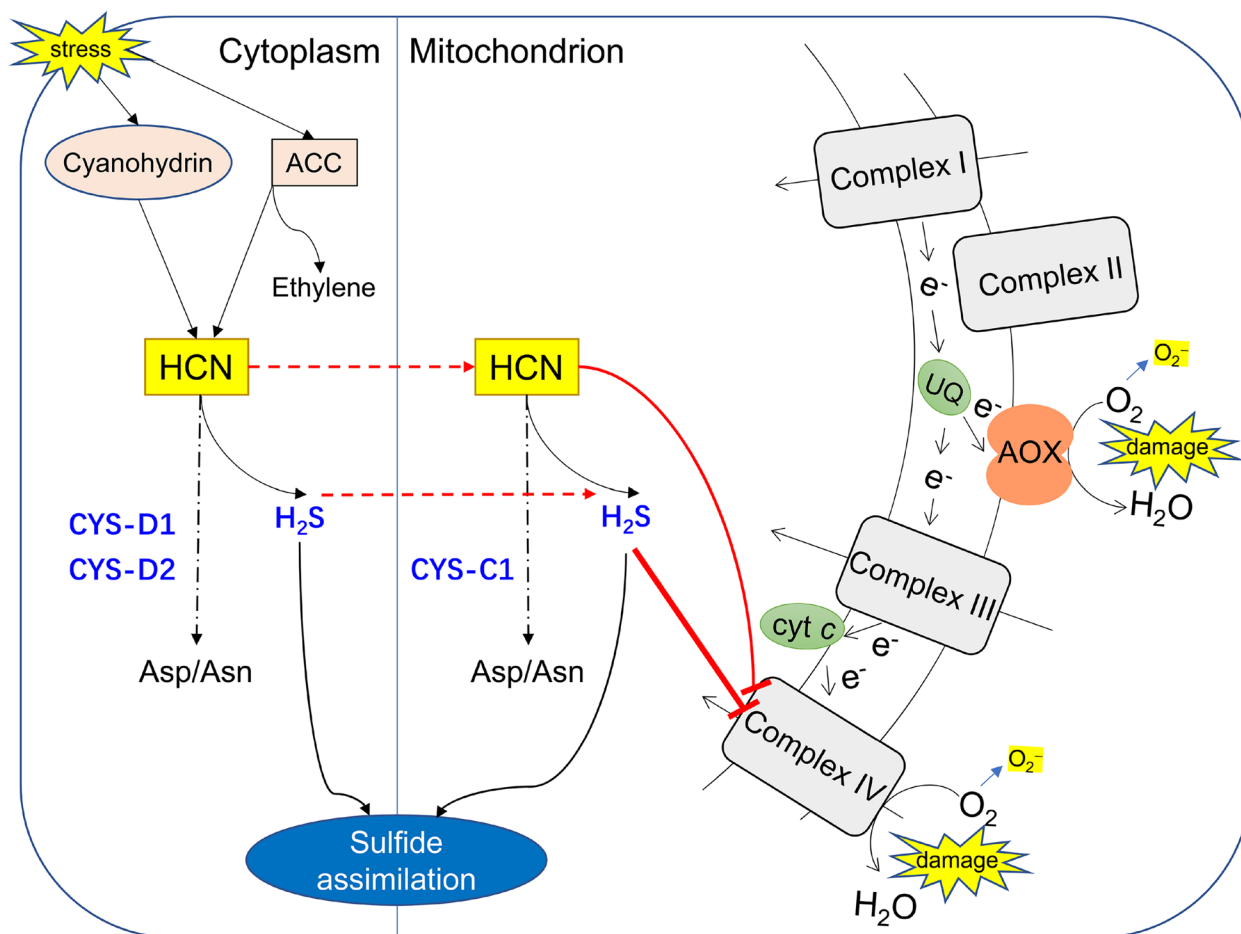 stress
Cytoplasm
Mitochondrion
Cyanohydrin
ACC
Ethylene
HCN
HCN
H₂S
H₂S
CYS-D1
CYS-D2
CYS-C1
Asp/Asn
Asp/Asn
Sulfide
assimilation
Complex I
Complex II
e⁻
UQ
e⁻
AOX
O₂⁻
O₂
damage
H₂O
e⁻
Complex III
cyt c
e⁻
e⁻
Complex IV
O₂⁻
O₂
damage
H₂O